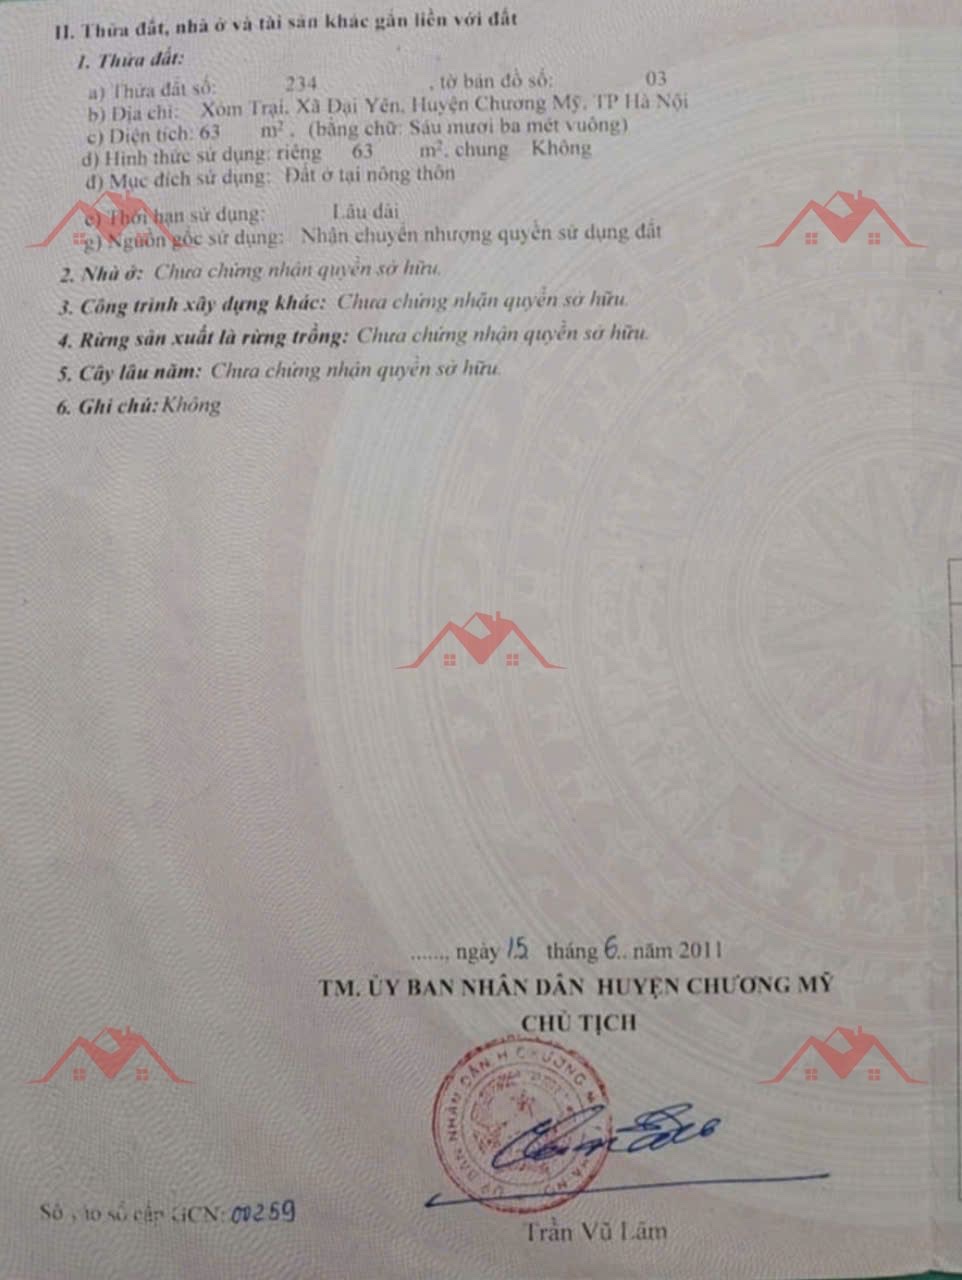 II. Thửa đất, nhà ở và tài sản khác gắn liền với đất
1. Thửa đất:
a) Thửa đất số: 234 , tờ bản đồ số: 03
b) Địa chỉ: Xóm Trại, Xã Đại Yên, Huyện Chương Mỹ, TP Hà Nội
c) Diện tích: 63 m², (bằng chữ: Sáu mươi ba mét vuông)
d) Hình thức sử dụng: riêng 63 m², chung Không
đ) Mục đích sử dụng: Đất ở tại nông thôn
e) Thời hạn sử dụng: Lâu dài
g) Nguồn gốc sử dụng: Nhận chuyển nhượng quyền sử dụng đất
2. Nhà ở: Chưa chứng nhận quyền sở hữu.
3. Công trình xây dựng khác: Chưa chứng nhận quyền sở hữu.
4. Rừng sản xuất là rừng trồng: Chưa chứng nhận quyền sở hữu.
5. Cây lâu năm: Chưa chứng nhận quyền sở hữu.
6. Ghi chú: Không
......, ngày 15 tháng 6.. năm 2011
TM. ỦY BAN NHÂN DÂN HUYỆN CHƯƠNG MỸ
CHỦ TỊCH
Trần Vũ Lâm
Số vào sổ cấp GCN: 00259